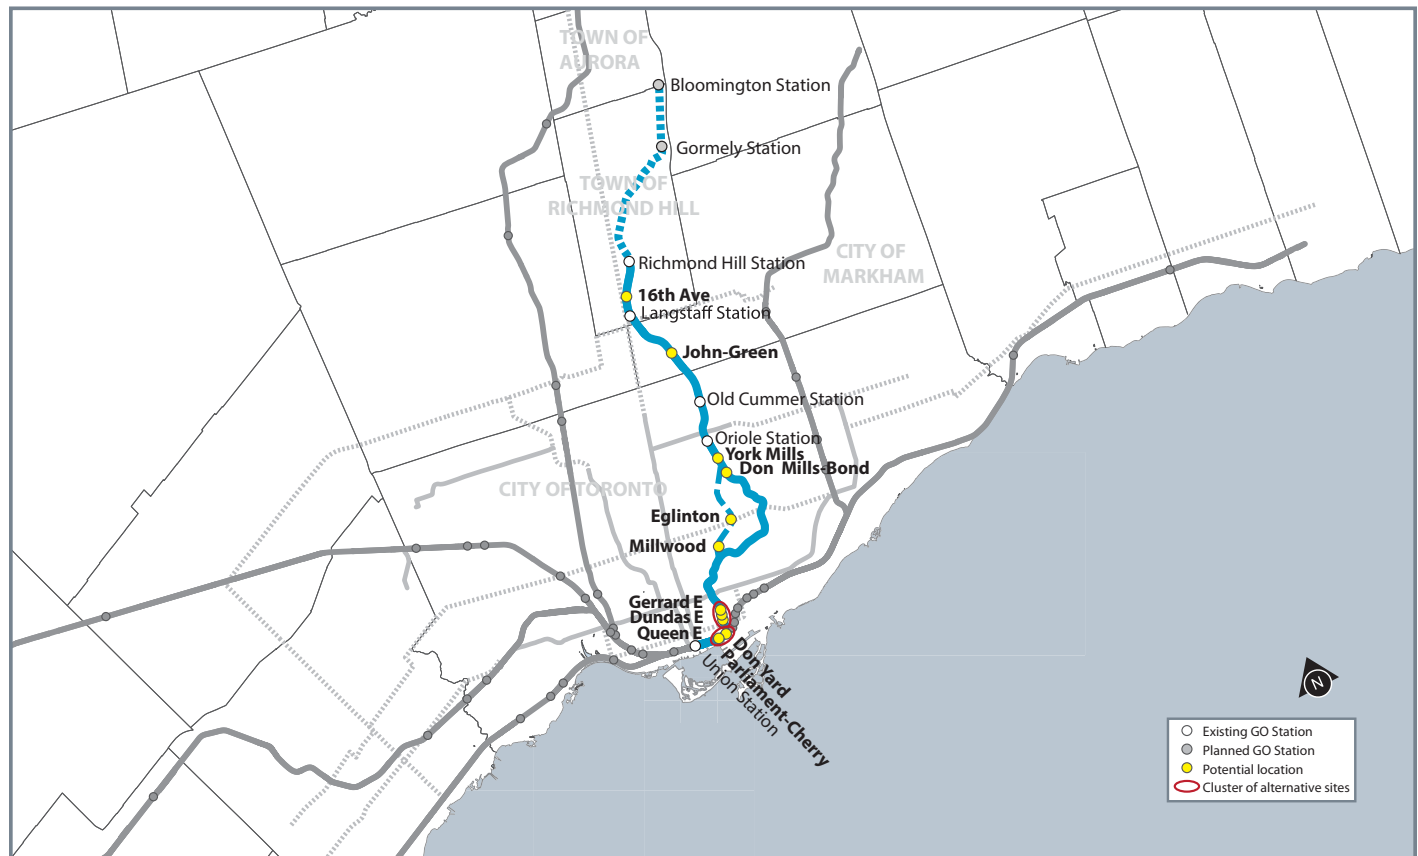 TOWN OF
AURORA
Bloomington Station
Gormely Station
TOWN OF
RICHMOND HILL
CITY OF
MARKHAM
Richmond Hill Station
16th Ave
Langstaff Station
John-Green
Old Cummer Station
Oriole Station
York Mills
Don Mills-Bond
CITY OF TORONTO
Eglinton
Millwood
Gerrard E
Dundas E
Queen E
Don Yard
Parliament-Cherry
Union Station
N
Existing GO Station
Planned GO Station
Potential location
Cluster of alternative sites